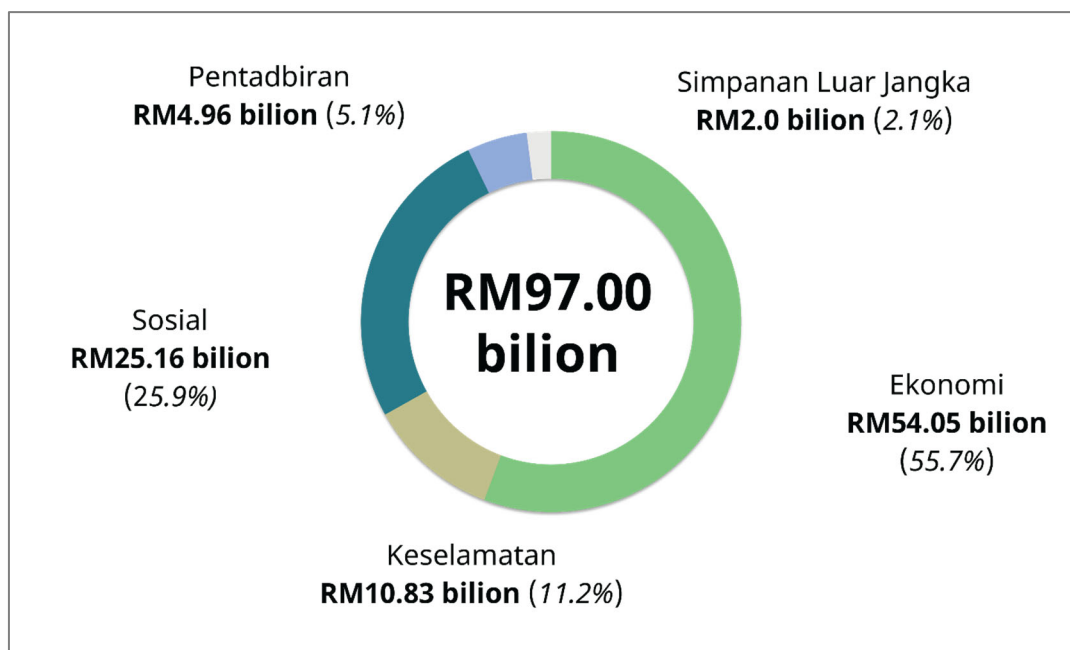 Pentadbiran
RM4.96 bilion (5.1%)
Simpanan Luar Jangka
RM2.0 bilion (2.1%)
RM97.00
bilion
Sosial
RM25.16 bilion
(25.9%)
Ekonomi
RM54.05 bilion
(55.7%)
Keselamatan
RM10.83 bilion (11.2%)